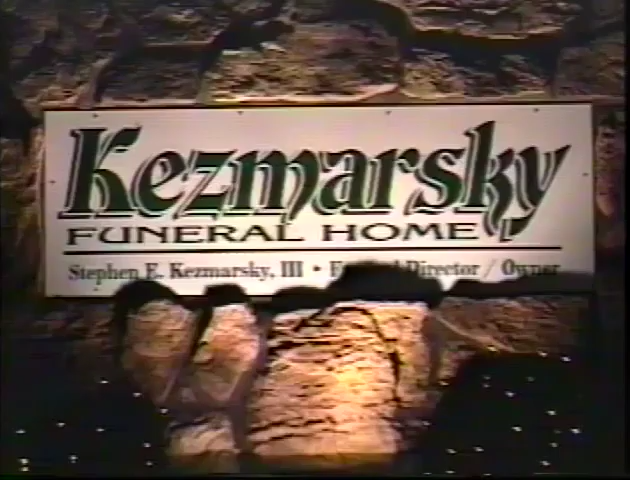 Kezmarsky
FUNERAL HOME
Stephen E. Kezmarsky, III • Director / Owner